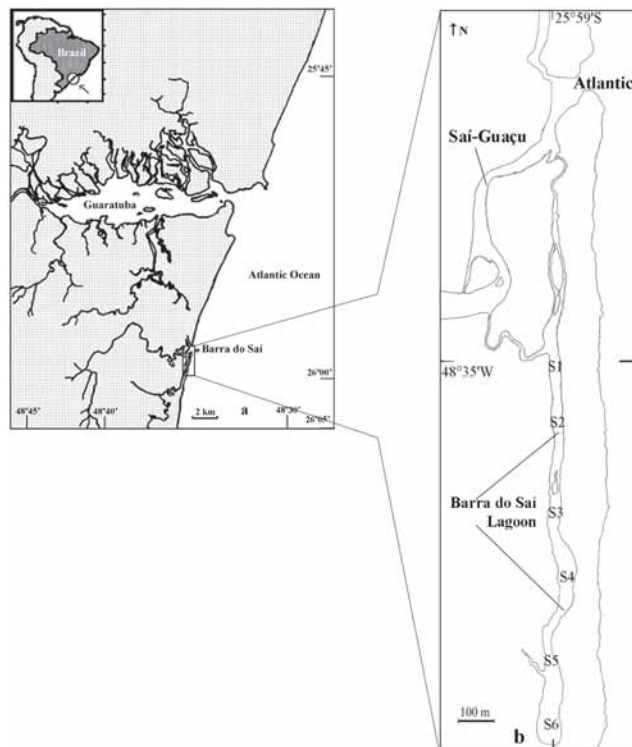 Brazil
25°45'
Guaratuba
Atlantic Ocean
Barra do Saí
26°00'
48°45'
48°40'
2 km
a
48°30'
26°05'
25°59'S
↑N
Atlantic
Saí-Guaçu
48°35'W
S1
S2
Barra do Saí
Lagoon
S3
S4
S5
100 m
S6
b